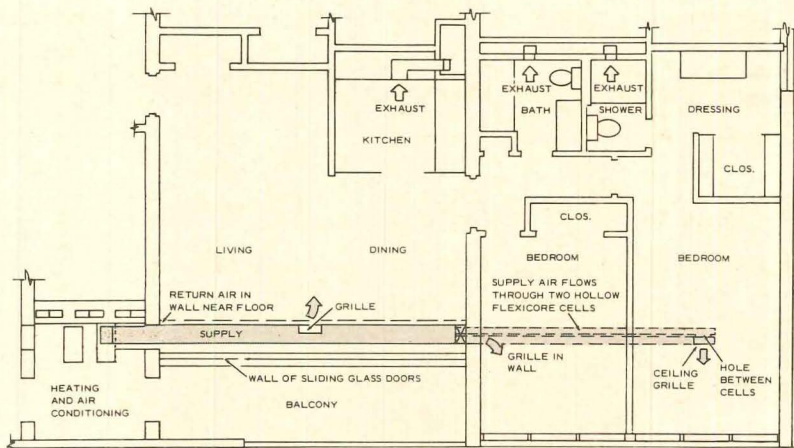 EXHAUST
KITCHEN
EXHAUST
BATH
EXHAUST
SHOWER
DRESSING
CLOS.
CLOS.
LIVING
DINING
BEDROOM
BEDROOM
RETURN AIR IN
WALL NEAR FLOOR
GRILLE
SUPPLY AIR FLOWS
THROUGH TWO HOLLOW
FLEXICORE CELLS
SUPPLY
WALL OF SLIDING GLASS DOORS
GRILLE IN
WALL
CEILING
GRILLE
HOLE
BETWEEN
CELLS
HEATING
AND AIR
CONDITIONING
BALCONY